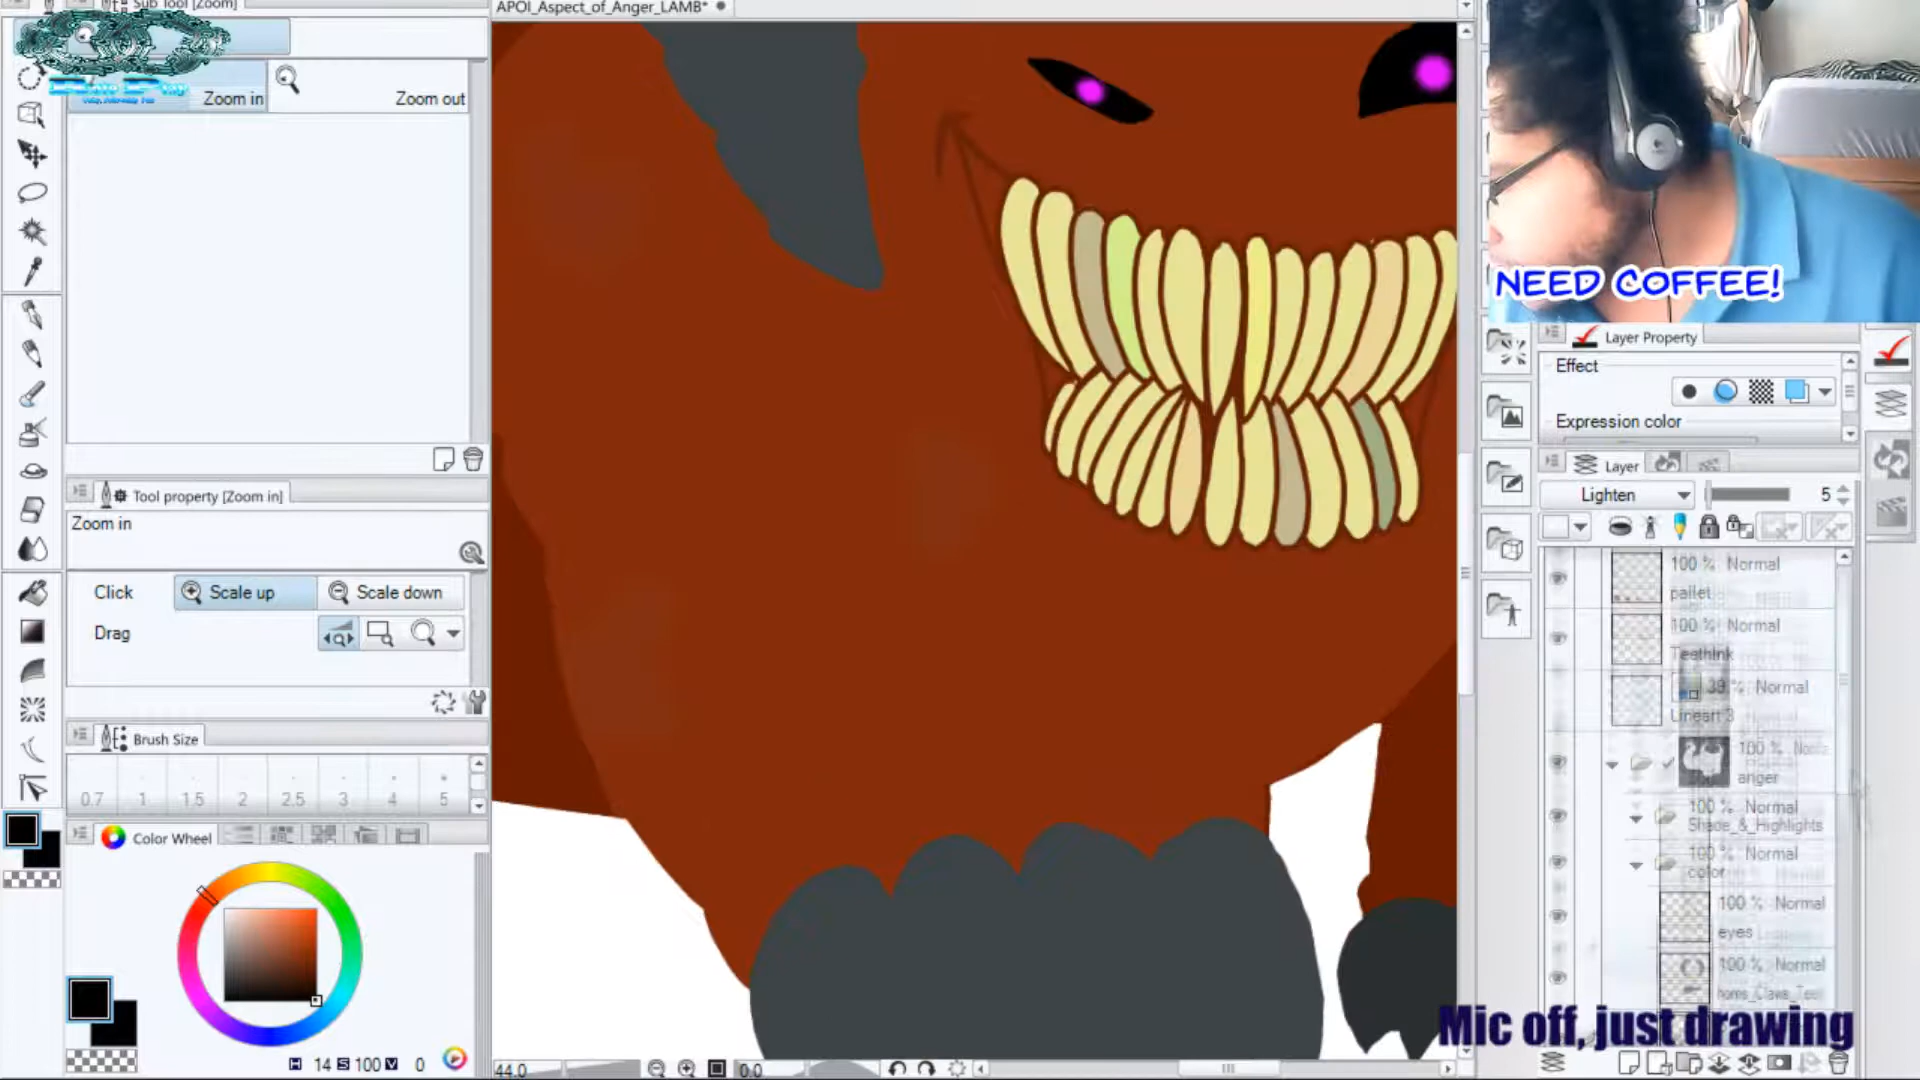 Sub Tool [Zoom]
APOI_Aspect_of_Anger_LAMB*
Zoom in
Zoom out
NEED COFFEE!
Layer Property
Effect
Expression color
Layer
Lighten
5
Tool property [Zoom in]
Zoom in
Click
Scale up
Scale down
Drag
Brush Size
0.7 1 1.5 2 2.5 3 4 5
Color Wheel
H 14 S 100 V 0
44.0
0.0
100 % Normal
pallet
100 % Normal
Teethink
39 % Normal
Lineart 3
100 % Normal
anger
100 % Normal
Shade_&_Highlights
100 % Normal
color
100 % Normal
eyes
100 % Normal
Mic off, just drawing